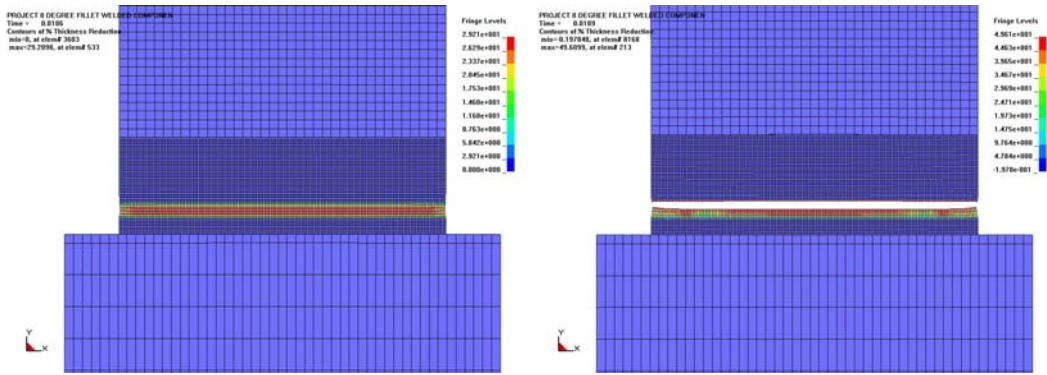 PROJECT 0 DEGREE FILLET WELDED COMPONEN
Time = 0.0186
Contours of % Thickness Reduction
min=0, at elem# 3603
max=29.2098, at elem# 533
Fringe Levels
2.921e+001
2.629e+001
2.337e+001
2.045e+001
1.753e+001
1.460e+001
1.168e+001
8.763e+000
5.842e+000
2.921e+000
0.000e+000
Y
X
PROJECT 0 DEGREE FILLET WELDED COMPONEN
Time = 0.0189
Contours of % Thickness Reduction
min=-0.197048, at elem# 8168
max=49.6099, at elem# 213
Fringe Levels
4.961e+001
4.463e+001
3.965e+001
3.467e+001
2.969e+001
2.471e+001
1.973e+001
1.475e+001
9.764e+000
4.784e+000
-1.970e-001
Y
X